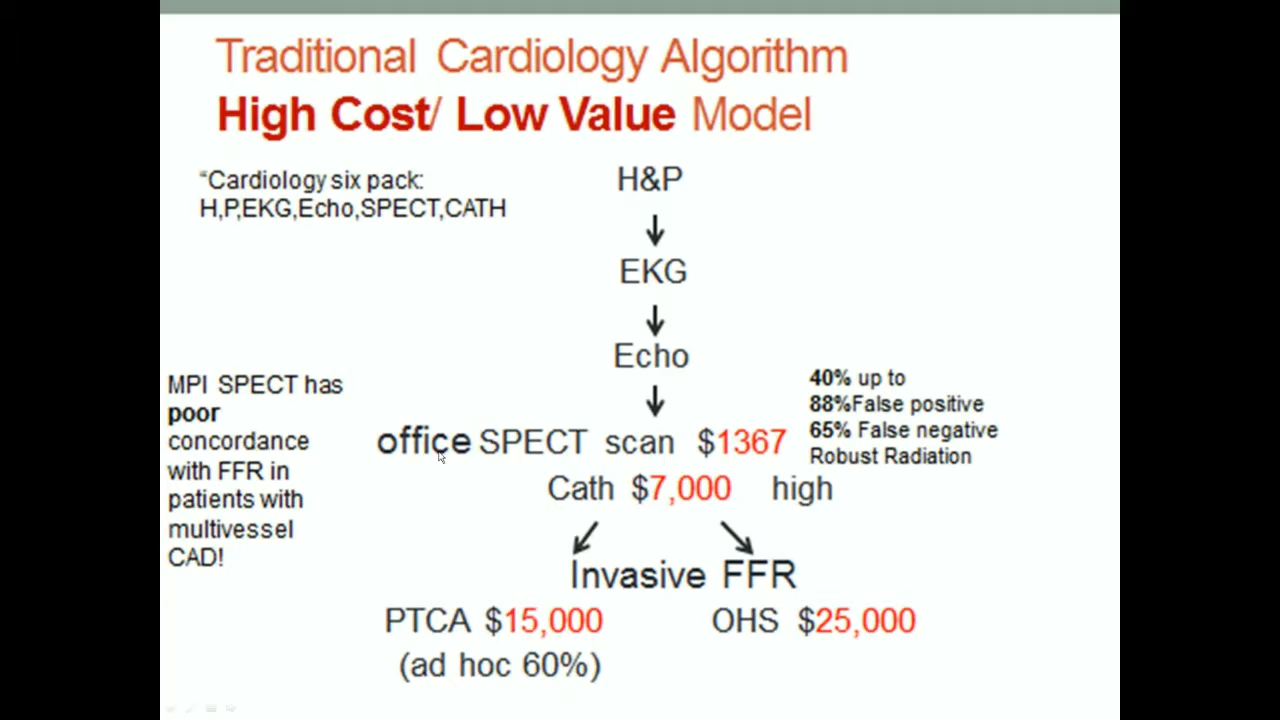 Traditional Cardiology Algorithm
High Cost/ Low Value Model
“Cardiology six pack:
H,P,EKG,Echo,SPECT,CATH
H&P
EKG
Echo
MPI SPECT has
poor
concordance
with FFR in
patients with
multivessel
CAD!
office SPECT scan $1367
40% up to
88%False positive
65% False negative
Robust Radiation
Cath $7,000 high
Invasive FFR
PTCA $15,000 OHS $25,000
(ad hoc 60%)